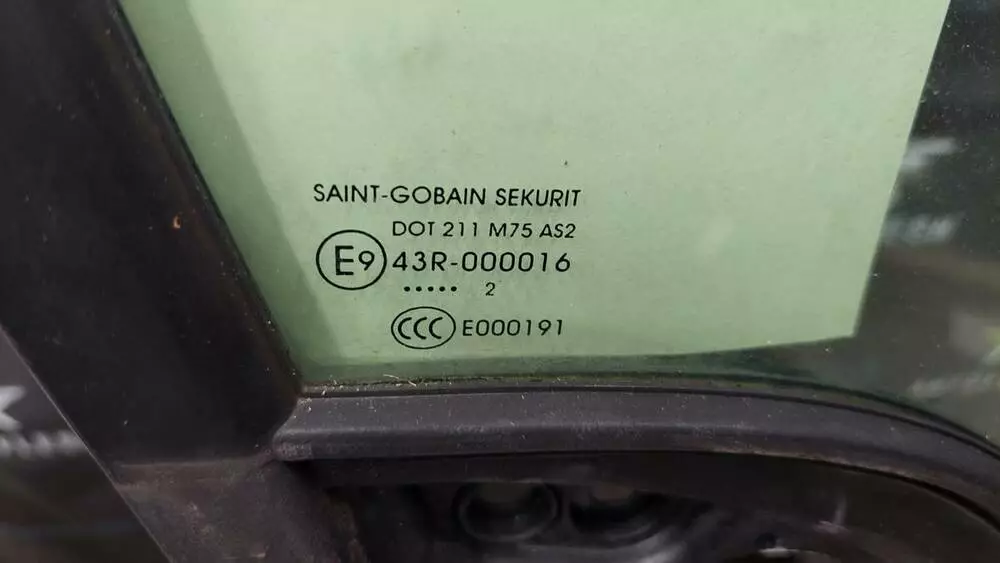 SAINT-GOBAIN SEKURIT
DOT 211 M75 AS2
E9 43R-000016
..... 2
CCC E000191